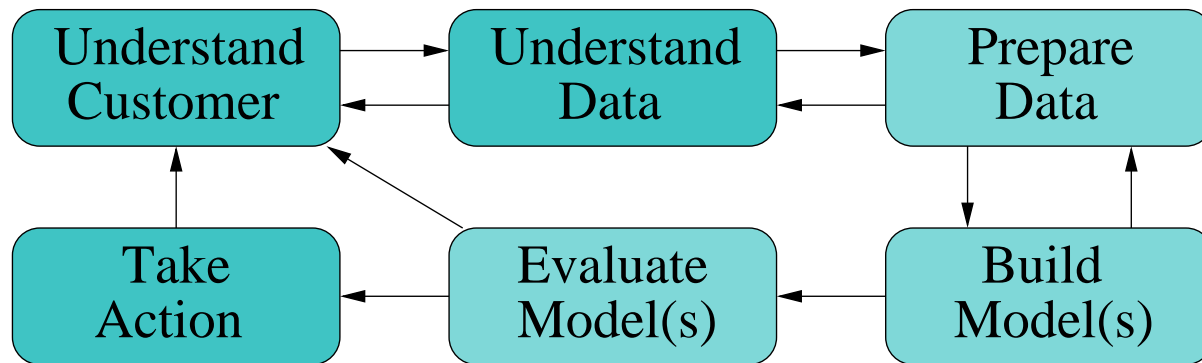 Understand
Customer
Understand
Data
Prepare
Data
Take
Action
Evaluate
Model(s)
Build
Model(s)